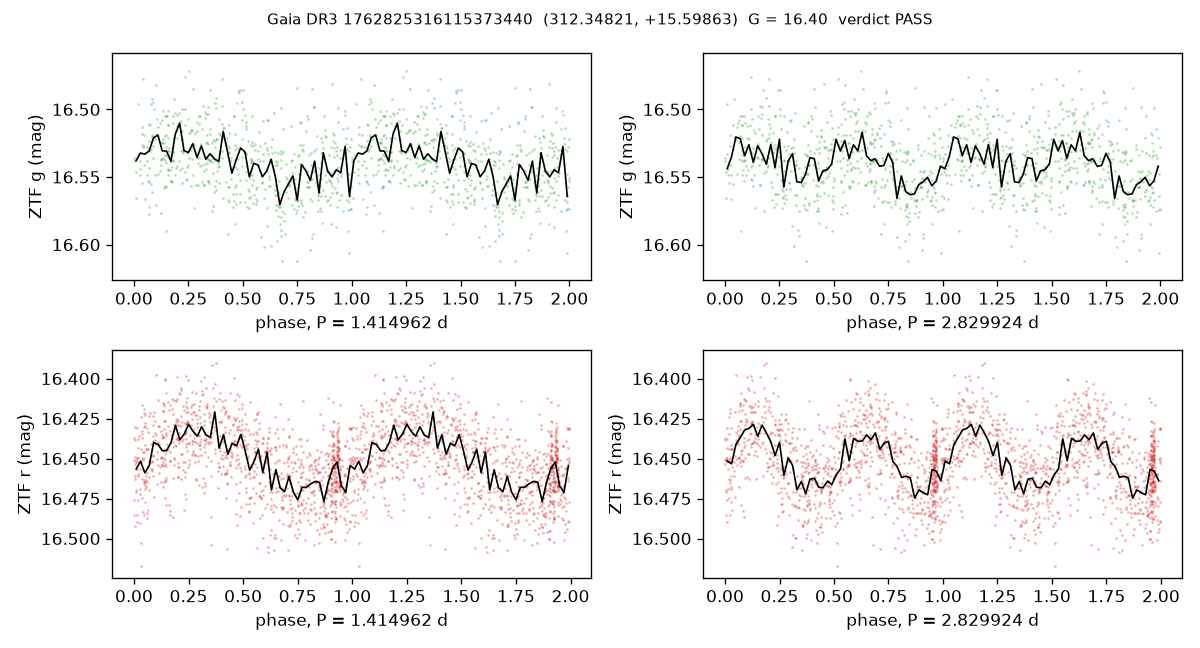 Gaia DR3 1762825316115373440 (312.34821, +15.59863) G = 16.40 verdict PASS
ZTF g (mag)
16.50
16.55
16.60
0.00 0.25 0.50 0.75 1.00 1.25 1.50 1.75 2.00
phase, P = 1.414962 d
ZTF g (mag)
16.50
16.55
16.60
0.00 0.25 0.50 0.75 1.00 1.25 1.50 1.75 2.00
phase, P = 2.829924 d
ZTF r (mag)
16.400
16.425
16.450
16.475
16.500
0.00 0.25 0.50 0.75 1.00 1.25 1.50 1.75 2.00
phase, P = 1.414962 d
ZTF r (mag)
16.400
16.425
16.450
16.475
16.500
0.00 0.25 0.50 0.75 1.00 1.25 1.50 1.75 2.00
phase, P = 2.829924 d